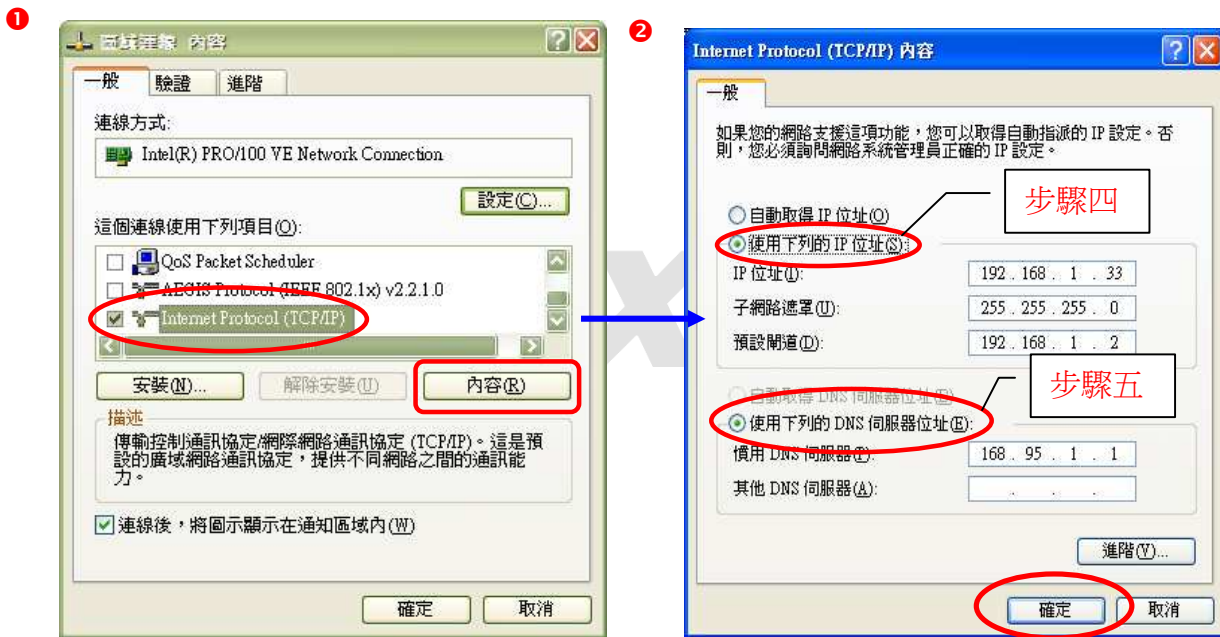 ❶
區域連線 內容
一般
驗證
進階
連線方式:
Intel(R) PRO/100 VE Network Connection
設定(C)...
這個連線使用下列項目(O):
QoS Packet Scheduler
AEGIS Protocol (IEEE 802.1x) v2.2.1.0
Internet Protocol (TCP/IP)
安裝(N)...
解除安裝(U)
內容(R)
描述
傳輸控制通訊協定/網際網路通訊協定 (TCP/IP)。這是預
設的廣域網路通訊協定,提供不同網路之間的通訊能
力。
連線後,將圖示顯示在通知區域內(W)
確定
取消
❷
Internet Protocol (TCP/IP) 內容
一般
如果您的網路支援這項功能,您可以取得自動指派的 IP 設定。否
則,您必須詢問網路系統管理員正確的 IP 設定。
步驟四
自動取得 IP 位址(O)
使用下列的 IP 位址(S):
IP 位址(I):
192 . 168 . 1 . 33
子網路遮罩(U):
255 . 255 . 255 . 0
預設閘道(D):
192 . 168 . 1 . 2
步驟五
自動取得 DNS 伺服器位址(B)
使用下列的 DNS 伺服器位址(E):
慣用 DNS 伺服器(P):
168 . 95 . 1 . 1
其他 DNS 伺服器(A):
. . .
進階(V)...
確定
取消